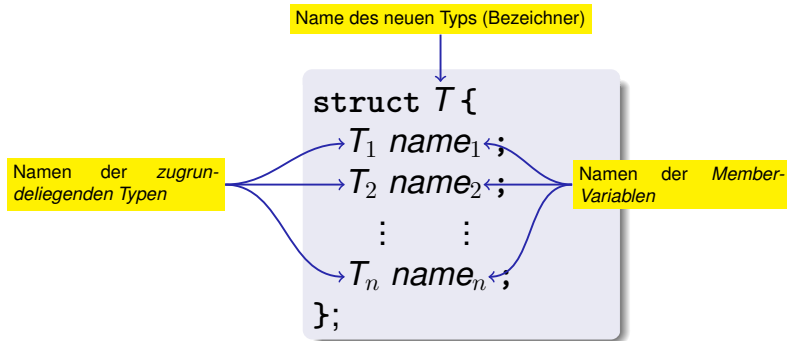 Name des neuen Typs (Bezeichner)
struct T {
T₁ name₁ ;
Namen der zugrun-
deliegenden Typen
T₂ name₂ ;
Namen der Member-
Variablen
⋮ ⋮
Tₙ nameₙ ;
};